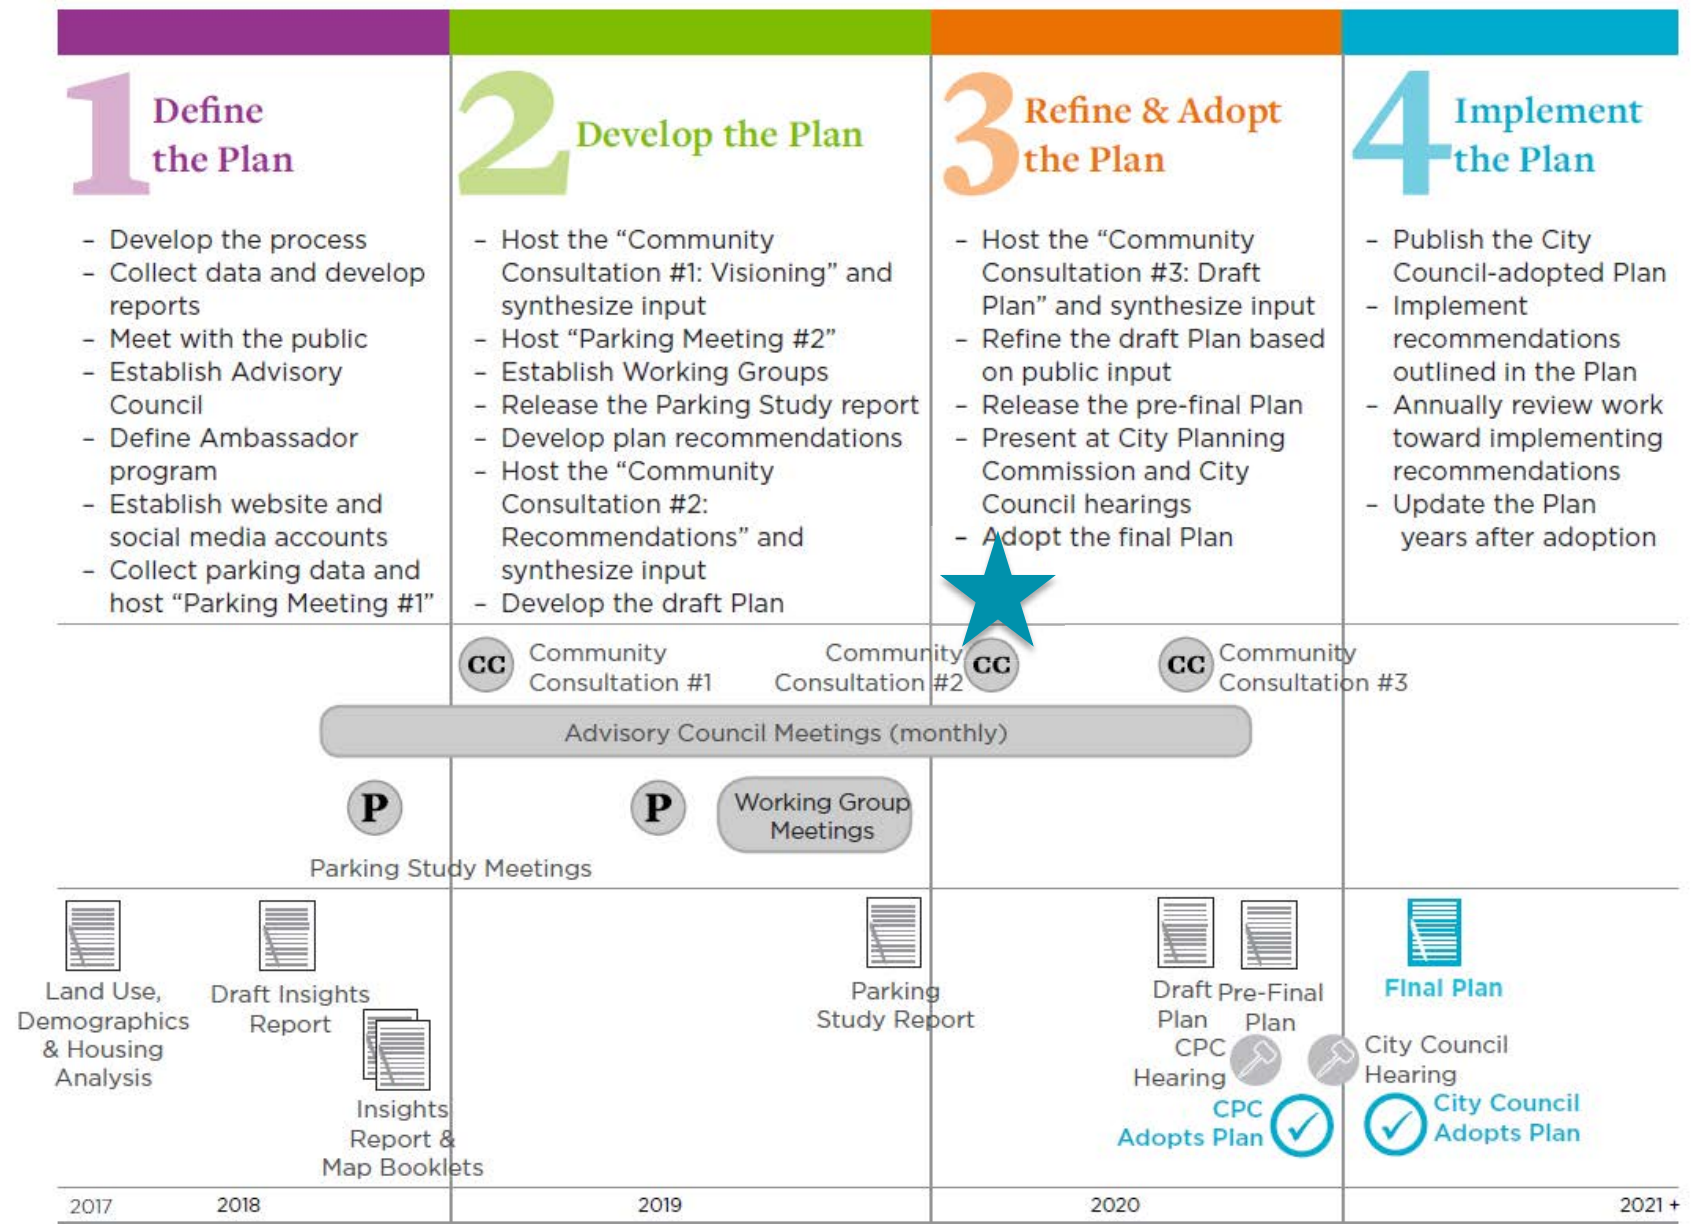 1 Define
the Plan
– Develop the process
– Collect data and develop
reports
– Meet with the public
– Establish Advisory
Council
– Define Ambassador
program
– Establish website and
social media accounts
– Collect parking data and
host “Parking Meeting #1”
2 Develop the Plan
– Host the “Community
Consultation #1: Visioning” and
synthesize input
– Host “Parking Meeting #2”
– Establish Working Groups
– Release the Parking Study report
– Develop plan recommendations
– Host the “Community
Consultation #2:
Recommendations” and
synthesize input
– Develop the draft Plan
3 Refine & Adopt
the Plan
– Host the “Community
Consultation #3: Draft
Plan” and synthesize input
– Refine the draft Plan based
on public input
– Release the pre-final Plan
– Present at City Planning
Commission and City
Council hearings
– Adopt the final Plan
4 Implement
the Plan
– Publish the City
Council-adopted Plan
– Implement
recommendations
outlined in the Plan
– Annually review work
toward implementing
recommendations
– Update the Plan
years after adoption
CC Community
Consultation #1
Community
Consultation #2 CC
CC Community
Consultation #3
Advisory Council Meetings (monthly)
P
P
Parking Study Meetings
Working Group
Meetings
Land Use,
Demographics
& Housing
Analysis
Draft Insights
Report
Insights
Report &
Map Booklets
Parking
Study Report
Draft
Plan
Pre-Final
Plan
CPC
Hearing
CPC
Adopts Plan
FInal Plan
City Council
Hearing
City Council
Adopts Plan
2017
2018
2019
2020
2021 +